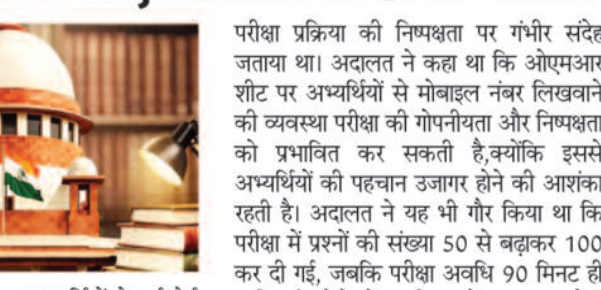 परीक्षा प्रक्रिया की निष्पक्षता पर गंभीर संदेह
जताया था। अदालत ने कहा था कि ओएमआर
शीट पर अभ्यर्थियों से मोबाइल नंबर लिखवाने
की व्यवस्था परीक्षा की गोपनीयता और निष्पक्षता
को प्रभावित कर सकती है,क्योंकि इससे
अभ्यर्थियों की पहचान उजागर होने की आशंका
रहती है। अदालत ने यह भी गौर किया था कि
परीक्षा में प्रश्नों की संख्या 50 से बढ़ाकर 100
कर दी गई, जबकि परीक्षा अवधि 90 मिनट ही